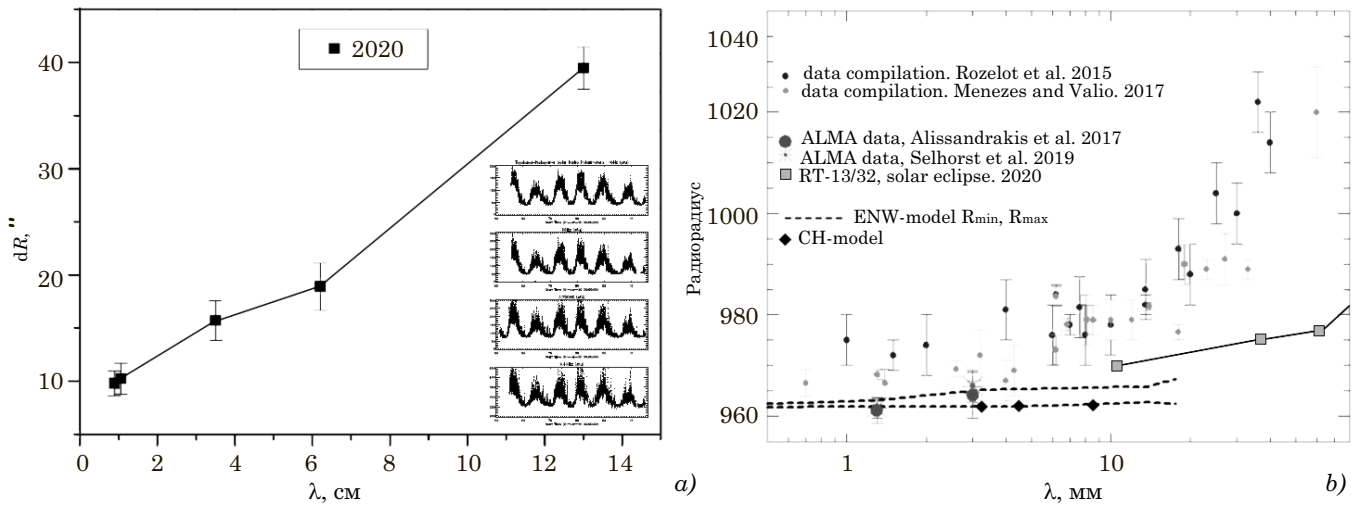 2020
dR,"
40
30
20
10
0
2
4
6
8
10
12
14
λ, см
a)
1040
1020
1000
980
960
Радиорадиус
data compilation. Rozelot et al. 2015
data compilation. Menezes and Valio. 2017
ALMA data, Alissandrakis et al. 2017
ALMA data, Selhorst et al. 2019
RT-13/32, solar eclipse. 2020
ENW-model Rmin, Rmax
CH-model
1
10
λ, мм
b)